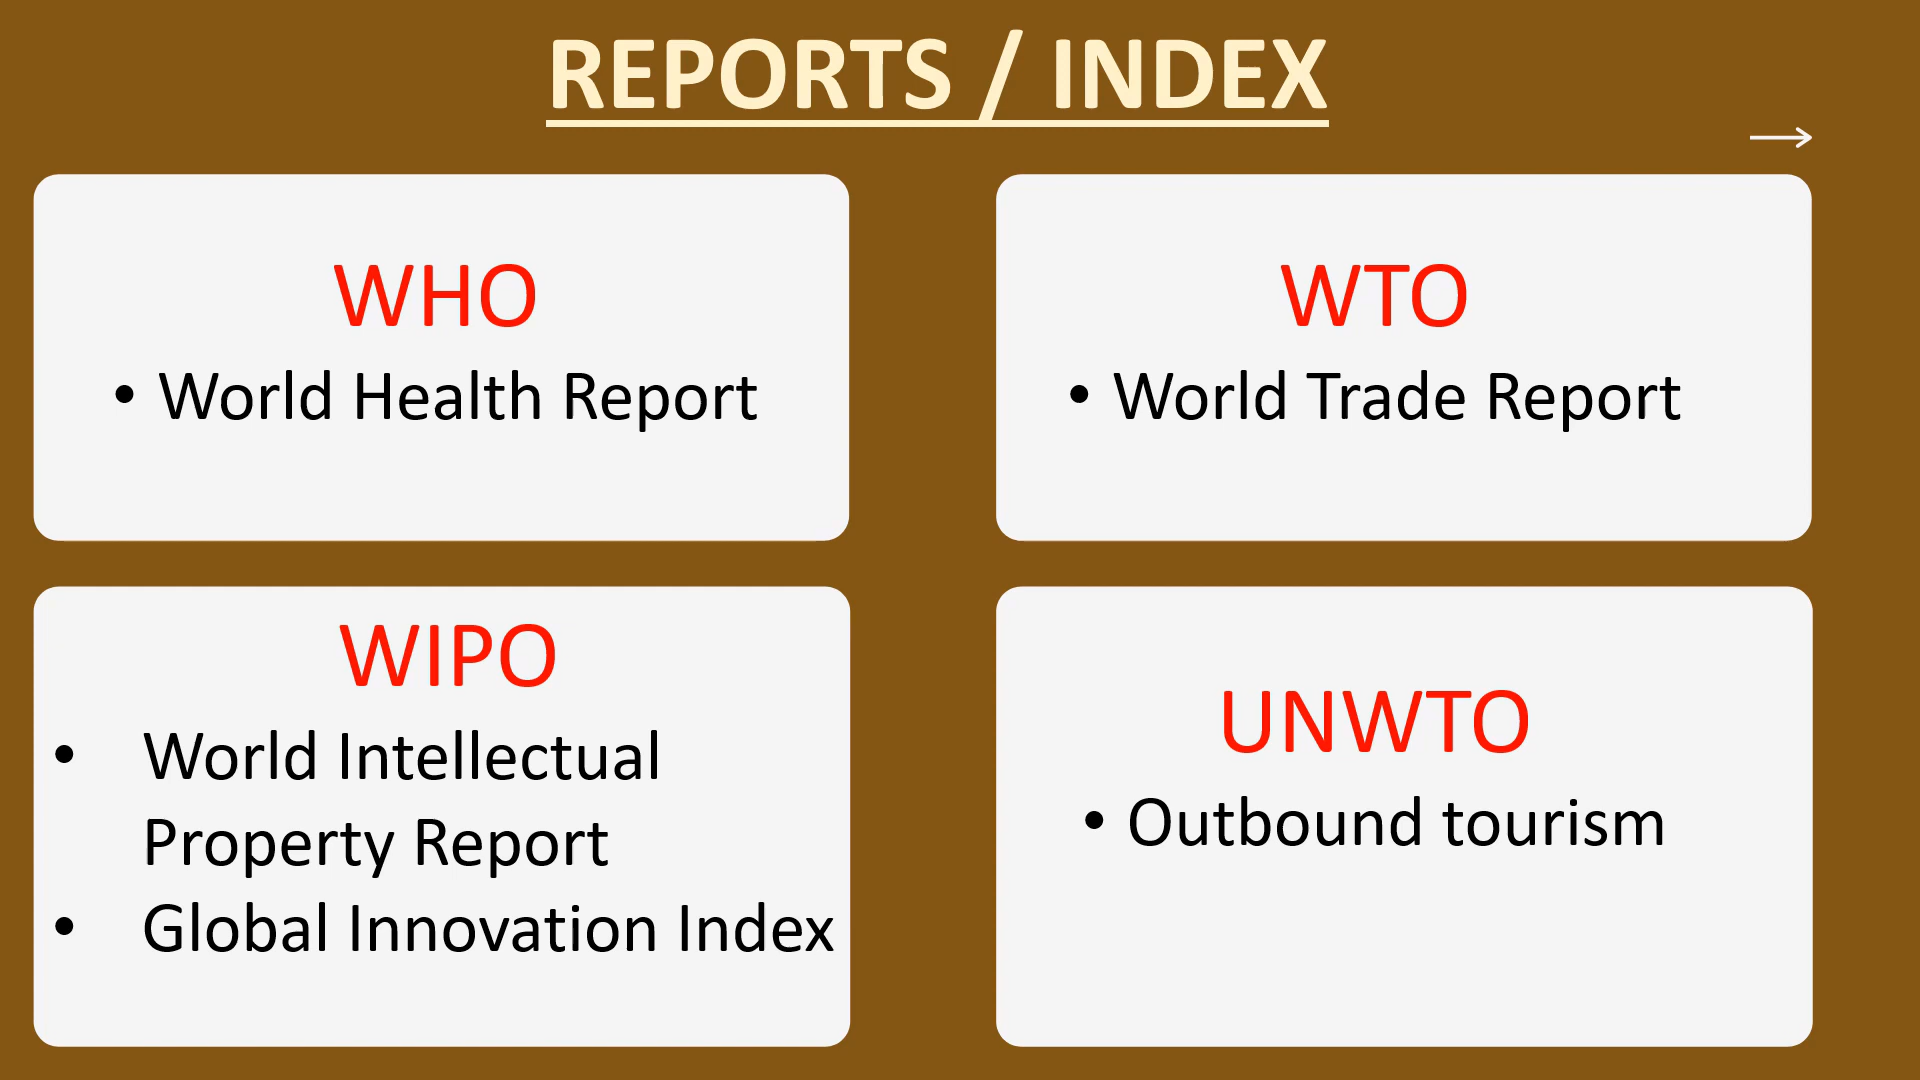 REPORTS / INDEX
WHO
• World Health Report
WTO
• World Trade Report
WIPO
• World Intellectual
Property Report
• Global Innovation Index
UNWTO
• Outbound tourism